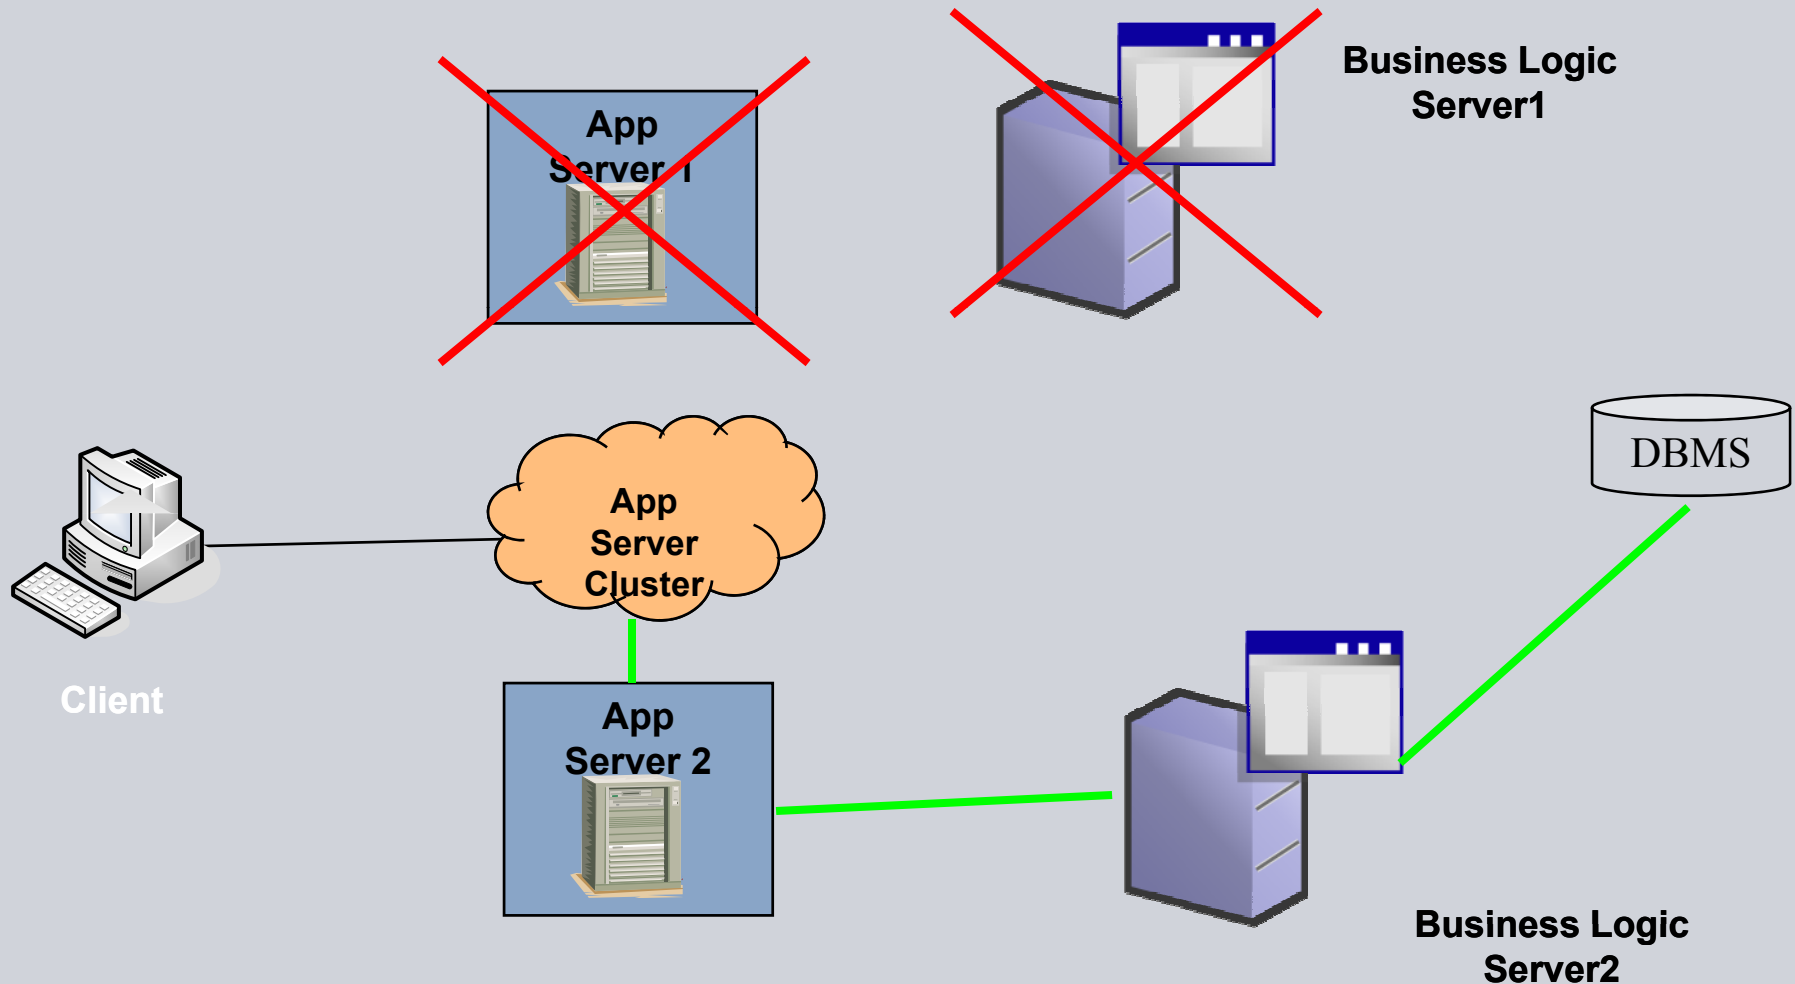 App
Server 1
Business Logic
Server1
App
Server
Cluster
DBMS
Client
App
Server 2
Business Logic
Server2